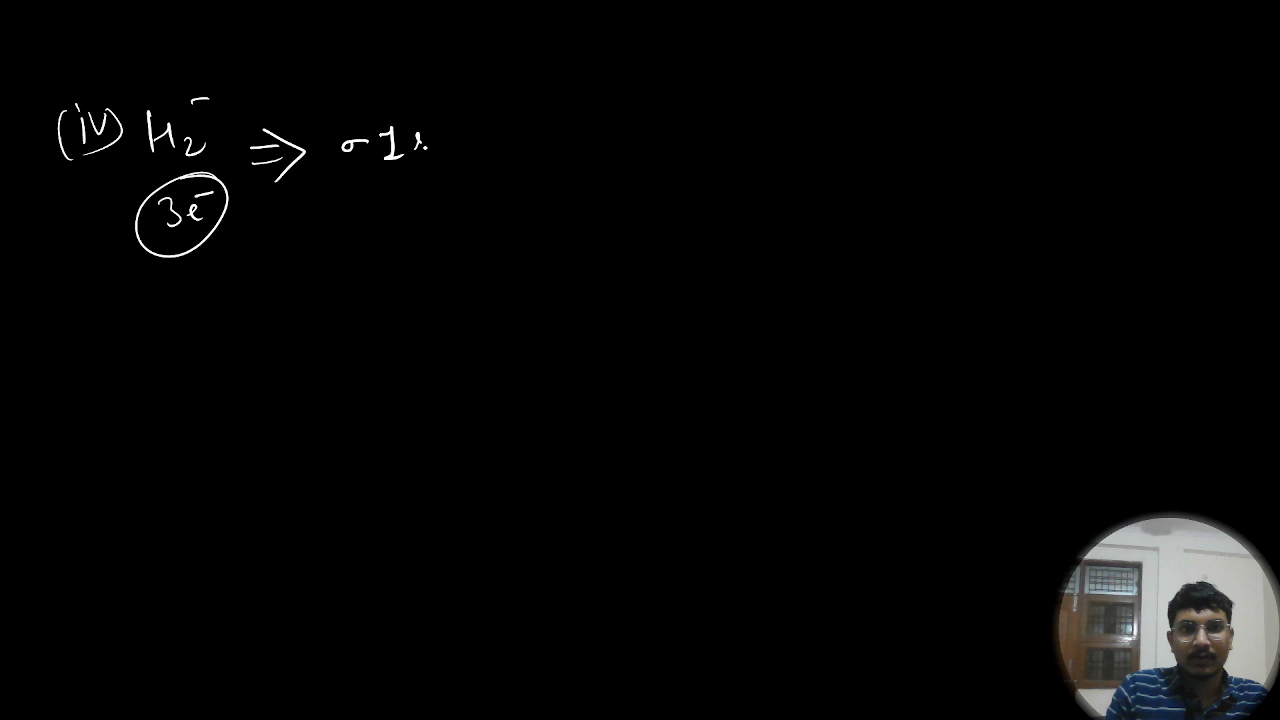 (iv) H₂⁻ ⇒ σ1s
3e⁻